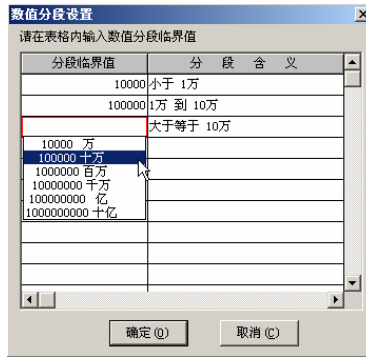 数值分段设置
请在表格内输入数值分段临界值
分段临界值 分 段 含 义
10000 小于 1万
100000 1万 到 10万
大于等于 10万
10000 万
100000 十万
1000000 百万
10000000 千万
100000000 亿
1000000000 十亿
确定(O) 取消(C)